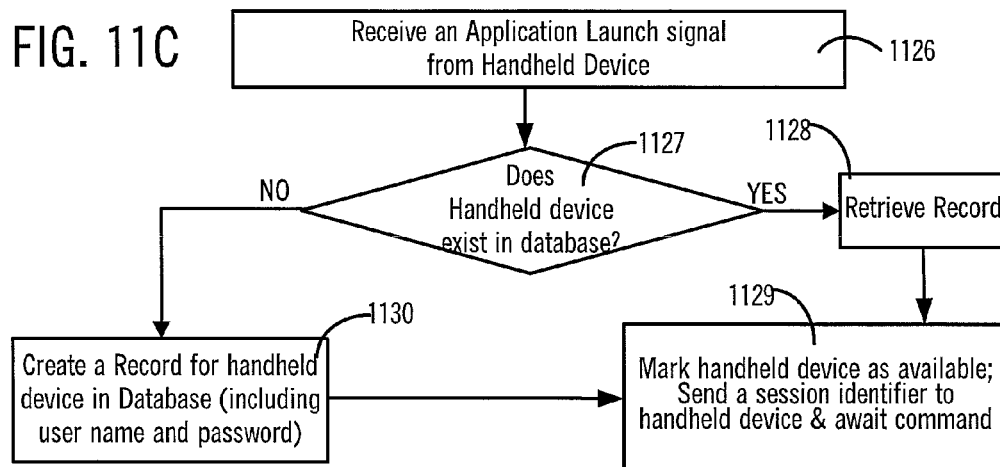 FIG. 11C
Receive an Application Launch signal
from Handheld Device
1126
1127
Does
Handheld device
exist in database?
NO
YES
1128
Retrieve Record
1130
Create a Record for handheld
device in Database (including
user name and password)
1129
Mark handheld device as available;
Send a session identifier to
handheld device & await command